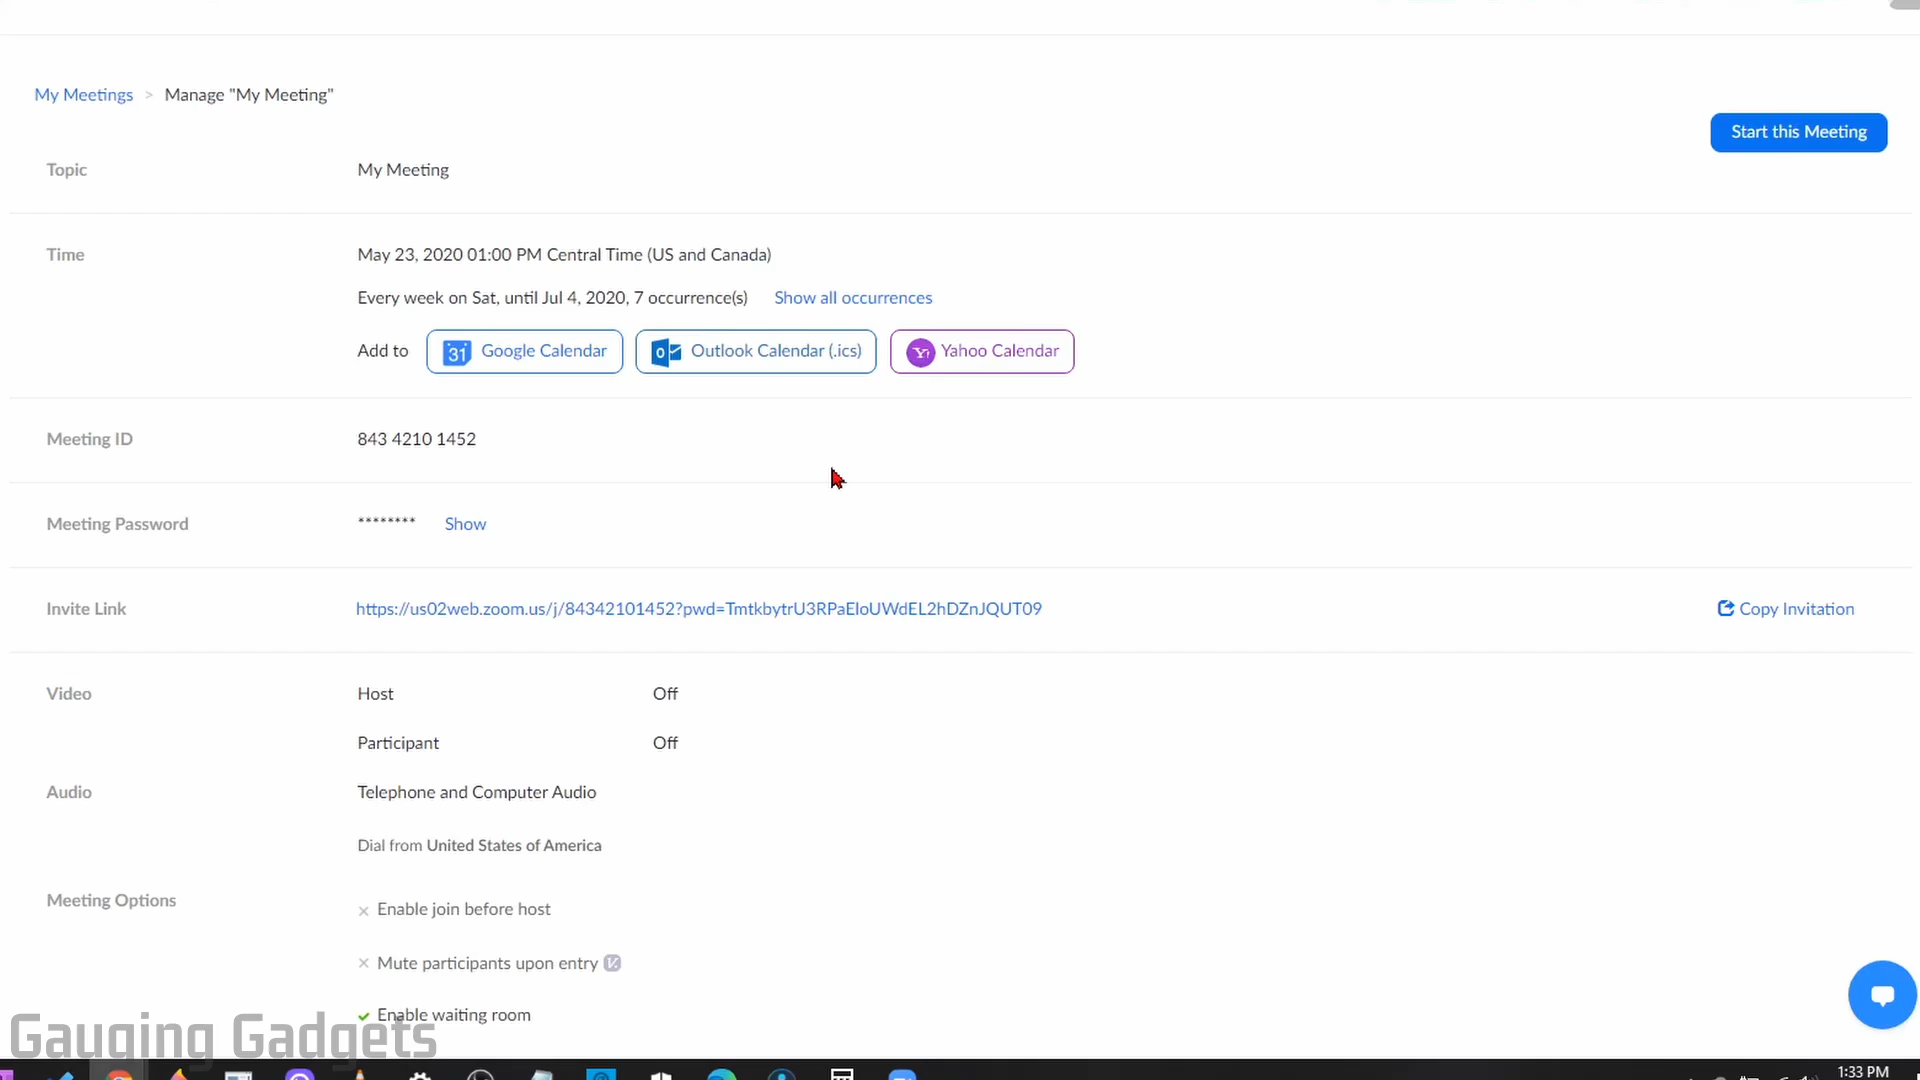 My Meetings > Manage "My Meeting"
Start this Meeting
Topic My Meeting
Time May 23, 2020 01:00 PM Central Time (US and Canada)
Every week on Sat, until Jul 4, 2020, 7 occurrence(s) Show all occurrences
Add to 31 Google Calendar Outlook Calendar (.ics) Yahoo Calendar
Meeting ID 843 4210 1452
Meeting Password ******** Show
Invite Link https://us02web.zoom.us/j/84342101452?pwd=TmtkbytrU3RPaEIoUWdEL2hDZnJQUT09 Copy Invitation
Video Host Off
Participant Off
Audio Telephone and Computer Audio
Dial from United States of America
Meeting Options
Enable join before host
Mute participants upon entry
Enable waiting room
Gauging Gadgets
1:33 PM